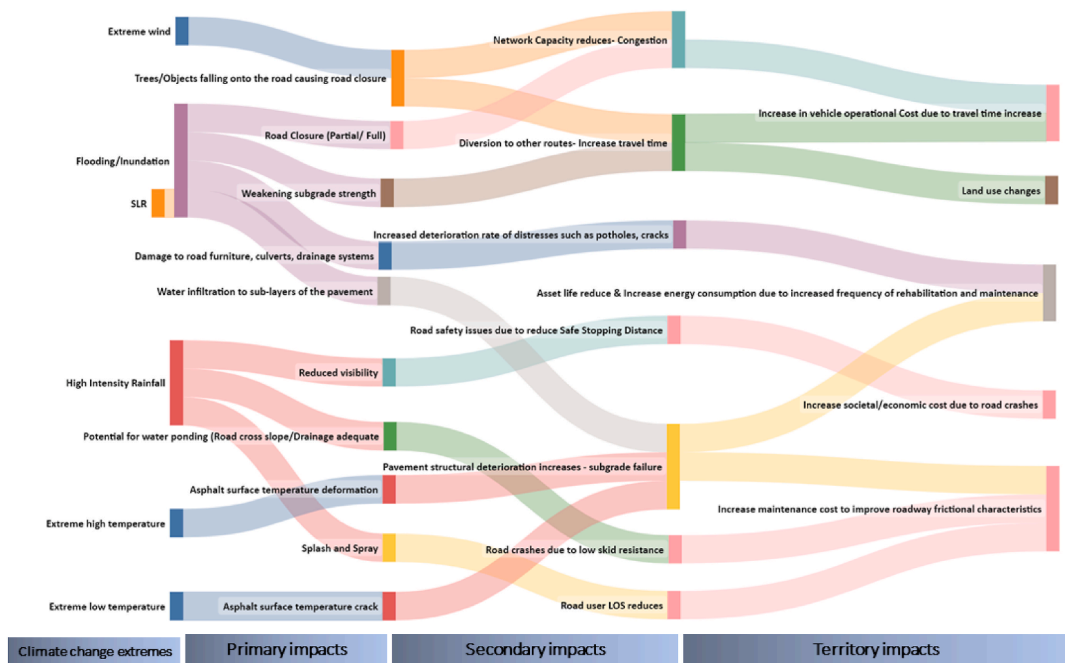 Extreme wind
Network Capacity reduces- Congestion
Trees/Objects falling onto the road causing road closure
Increase in vehicle operational Cost due to travel time increase
Road Closure (Partial/ Full)
Diversion to other routes- Increase travel time
Flooding/Inundation
Weakening subgrade strength
Land use changes
SLR
Increased deterioration rate of distresses such as potholes, cracks
Damage to road furniture, culverts, drainage systems
Water infiltration to sub-layers of the pavement
Asset life reduce & Increase energy consumption due to increased frequency of rehabilitation and maintenance
Road safety issues due to reduce Safe Stopping Distance
Reduced visibility
High Intensity Rainfall
Increase societal/economic cost due to road crashes
Potential for water ponding (Road cross slope/Drainage adequate
Pavement structural deterioration increases - subgrade failure
Asphalt surface temperature deformation
Increase maintenance cost to improve roadway frictional characteristics
Extreme high temperature
Splash and Spray
Road crashes due to low skid resistance
Extreme low temperature
Asphalt surface temperature crack
Road user LOS reduces
Climate change extremes
Primary impacts
Secondary impacts
Territory impacts